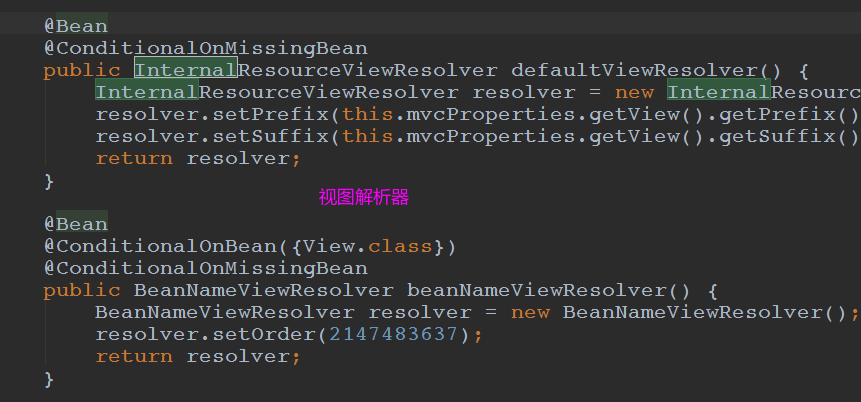 @Bean
@ConditionalOnMissingBean
public InternalResourceViewResolver defaultViewResolver() {
InternalResourceViewResolver resolver = new InternalResourc
resolver.setPrefix(this.mvcProperties.getView().getPrefix()
resolver.setSuffix(this.mvcProperties.getView().getSuffix()
return resolver;
}
视图解析器
@Bean
@ConditionalOnBean({View.class})
@ConditionalOnMissingBean
public BeanNameViewResolver beanNameViewResolver() {
BeanNameViewResolver resolver = new BeanNameViewResolver();
resolver.setOrder(2147483637);
return resolver;
}